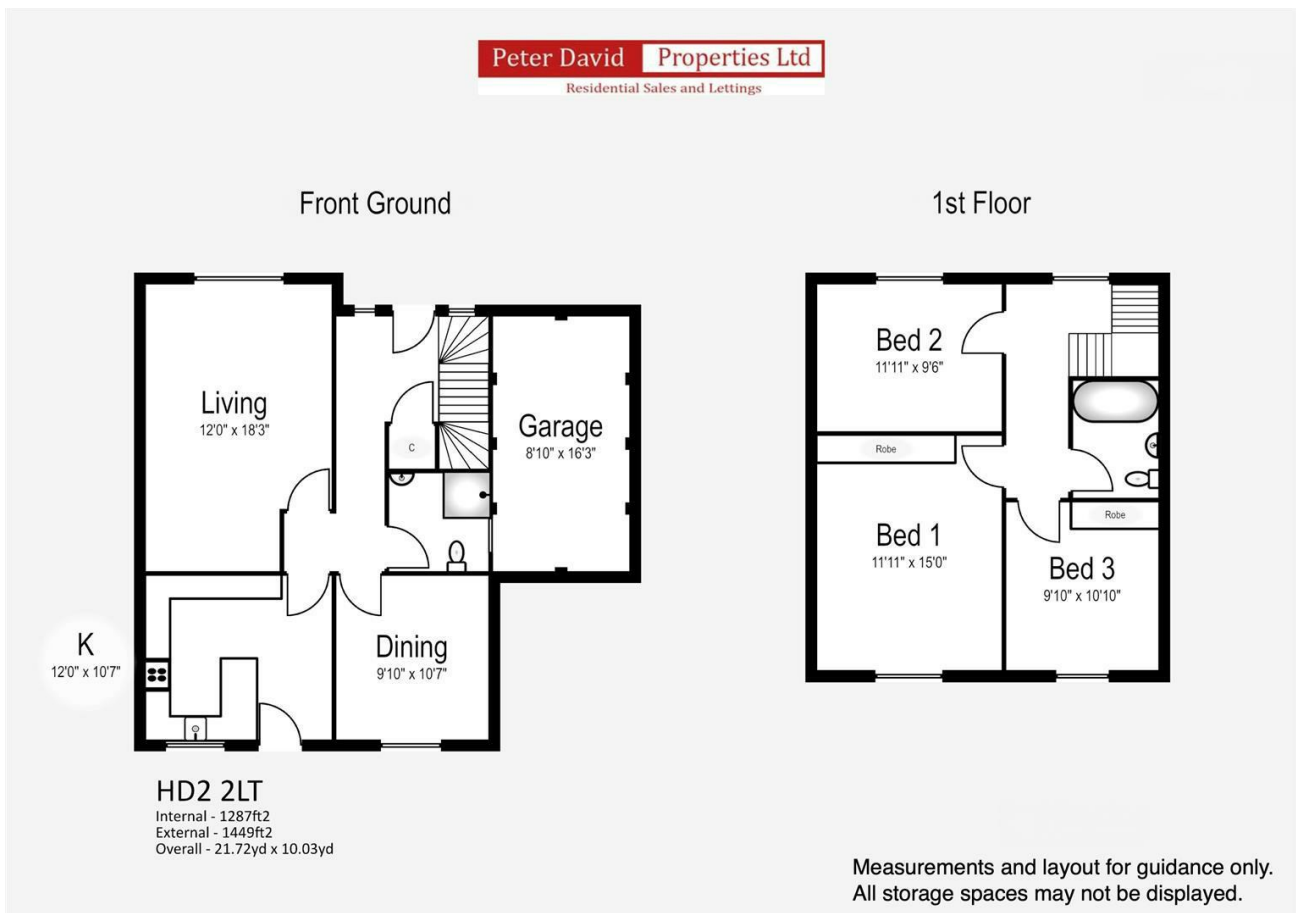 Peter David Properties Ltd
Residential Sales and Lettings
Front Ground
1st Floor
Living
12'0" x 18'3"
C
Garage
8'10" x 16'3"
K
12'0" x 10'7"
Dining
9'10" x 10'7"
Bed 2
11'11" x 9'6"
Robe
Bed 1
11'11" x 15'0"
Robe
Bed 3
9'10" x 10'10"
HD2 2LT
Internal - 1287ft2
External - 1449ft2
Overall - 21.72yd x 10.03yd
Measurements and layout for guidance only.
All storage spaces may not be displayed.